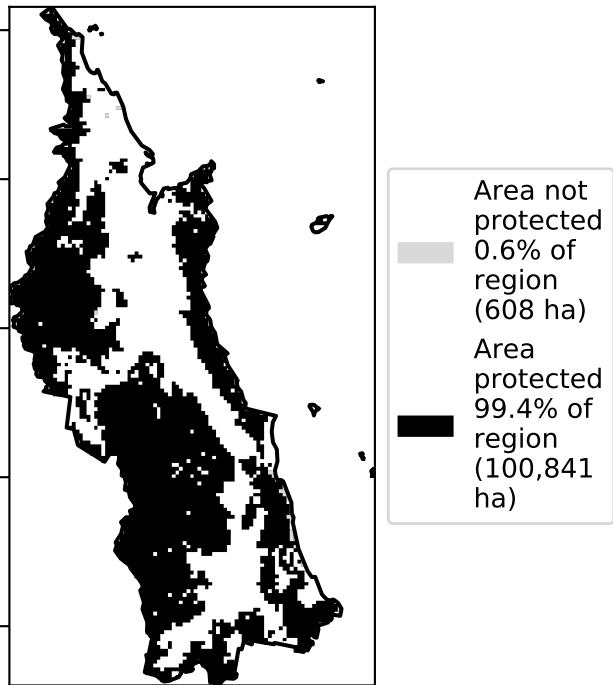 Area not
protected
0.6% of
region
(608 ha)
Area
protected
99.4% of
region
(100,841
ha)